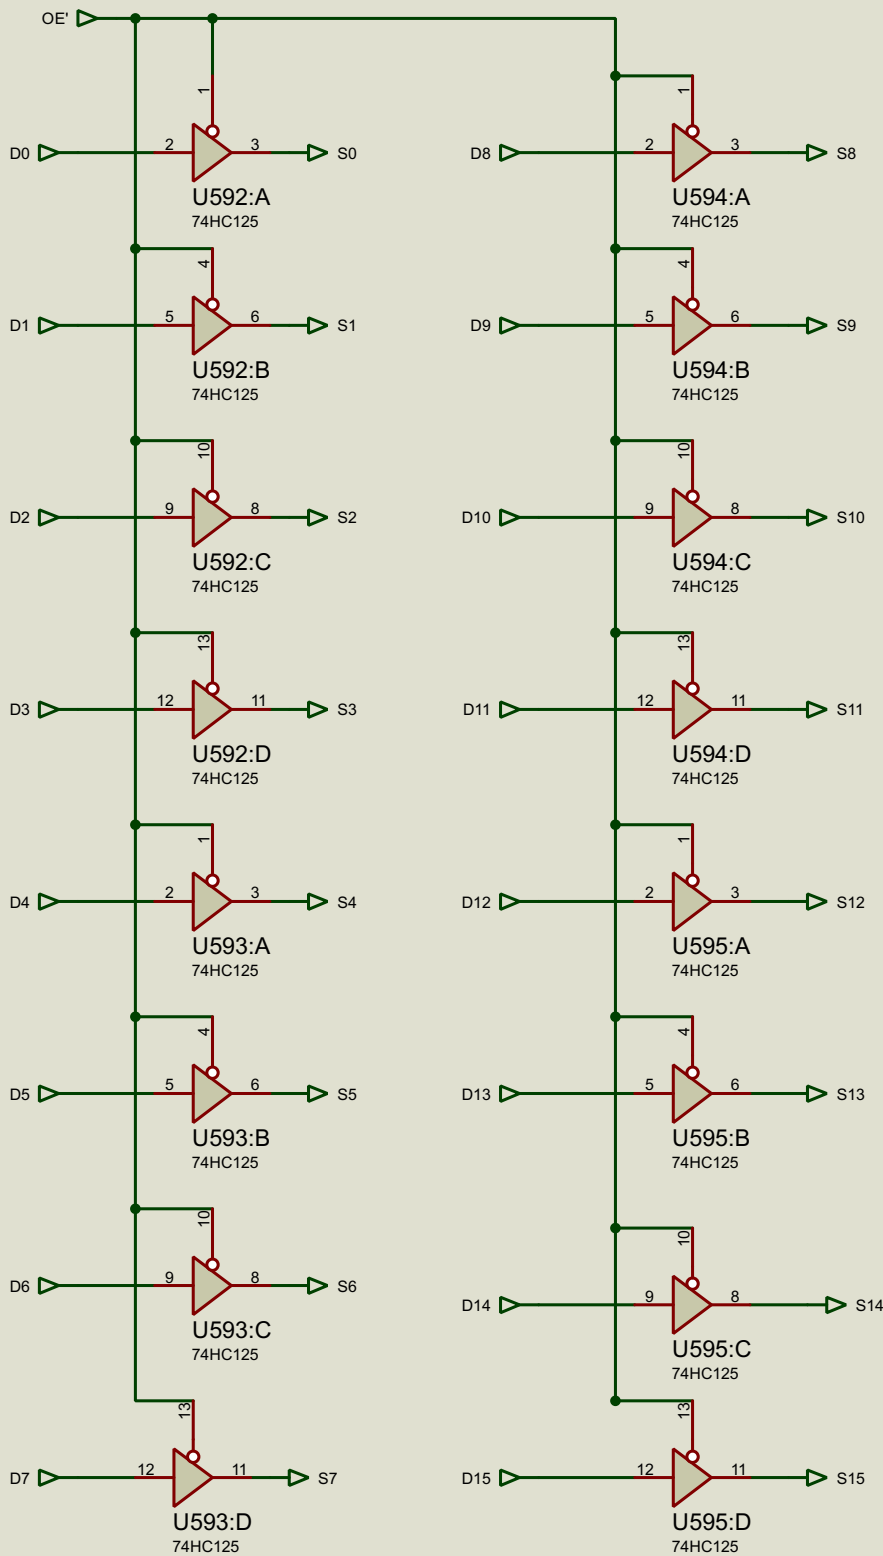 OE'
1
D0 2 3 S0
U592:A
74HC125
4
D1 5 6 S1
U592:B
74HC125
10
D2 9 8 S2
U592:C
74HC125
13
D3 12 11 S3
U592:D
74HC125
1
D4 2 3 S4
U593:A
74HC125
4
D5 5 6 S5
U593:B
74HC125
10
D6 9 8 S6
U593:C
74HC125
13
D7 12 11 S7
U593:D
74HC125
1
D8 2 3 S8
U594:A
74HC125
4
D9 5 6 S9
U594:B
74HC125
10
D10 9 8 S10
U594:C
74HC125
13
D11 12 11 S11
U594:D
74HC125
1
D12 2 3 S12
U595:A
74HC125
4
D13 5 6 S13
U595:B
74HC125
10
D14 9 8 S14
U595:C
74HC125
13
D15 12 11 S15
U595:D
74HC125